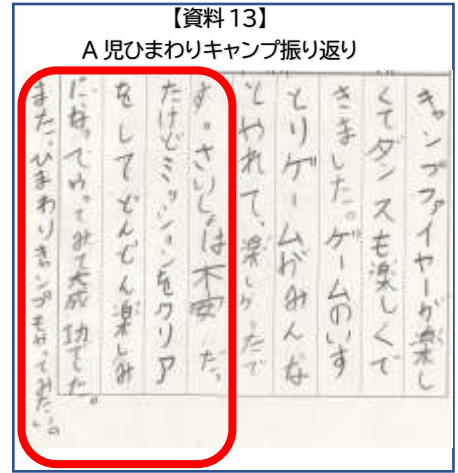 【資料13】
A児ひまわりキャンプ振り返り
キャンプファイヤーが楽し
くてダンスも楽しくで
きました。ゲームのいす
とりゲームがみんな
とやれて、楽しかったで
す。さいしょは不安だっ
たけどミッションをクリア
をしてどんどん楽しみ
になってやってみて大成功でした。
また、ひまわりキャンプをやってみたい